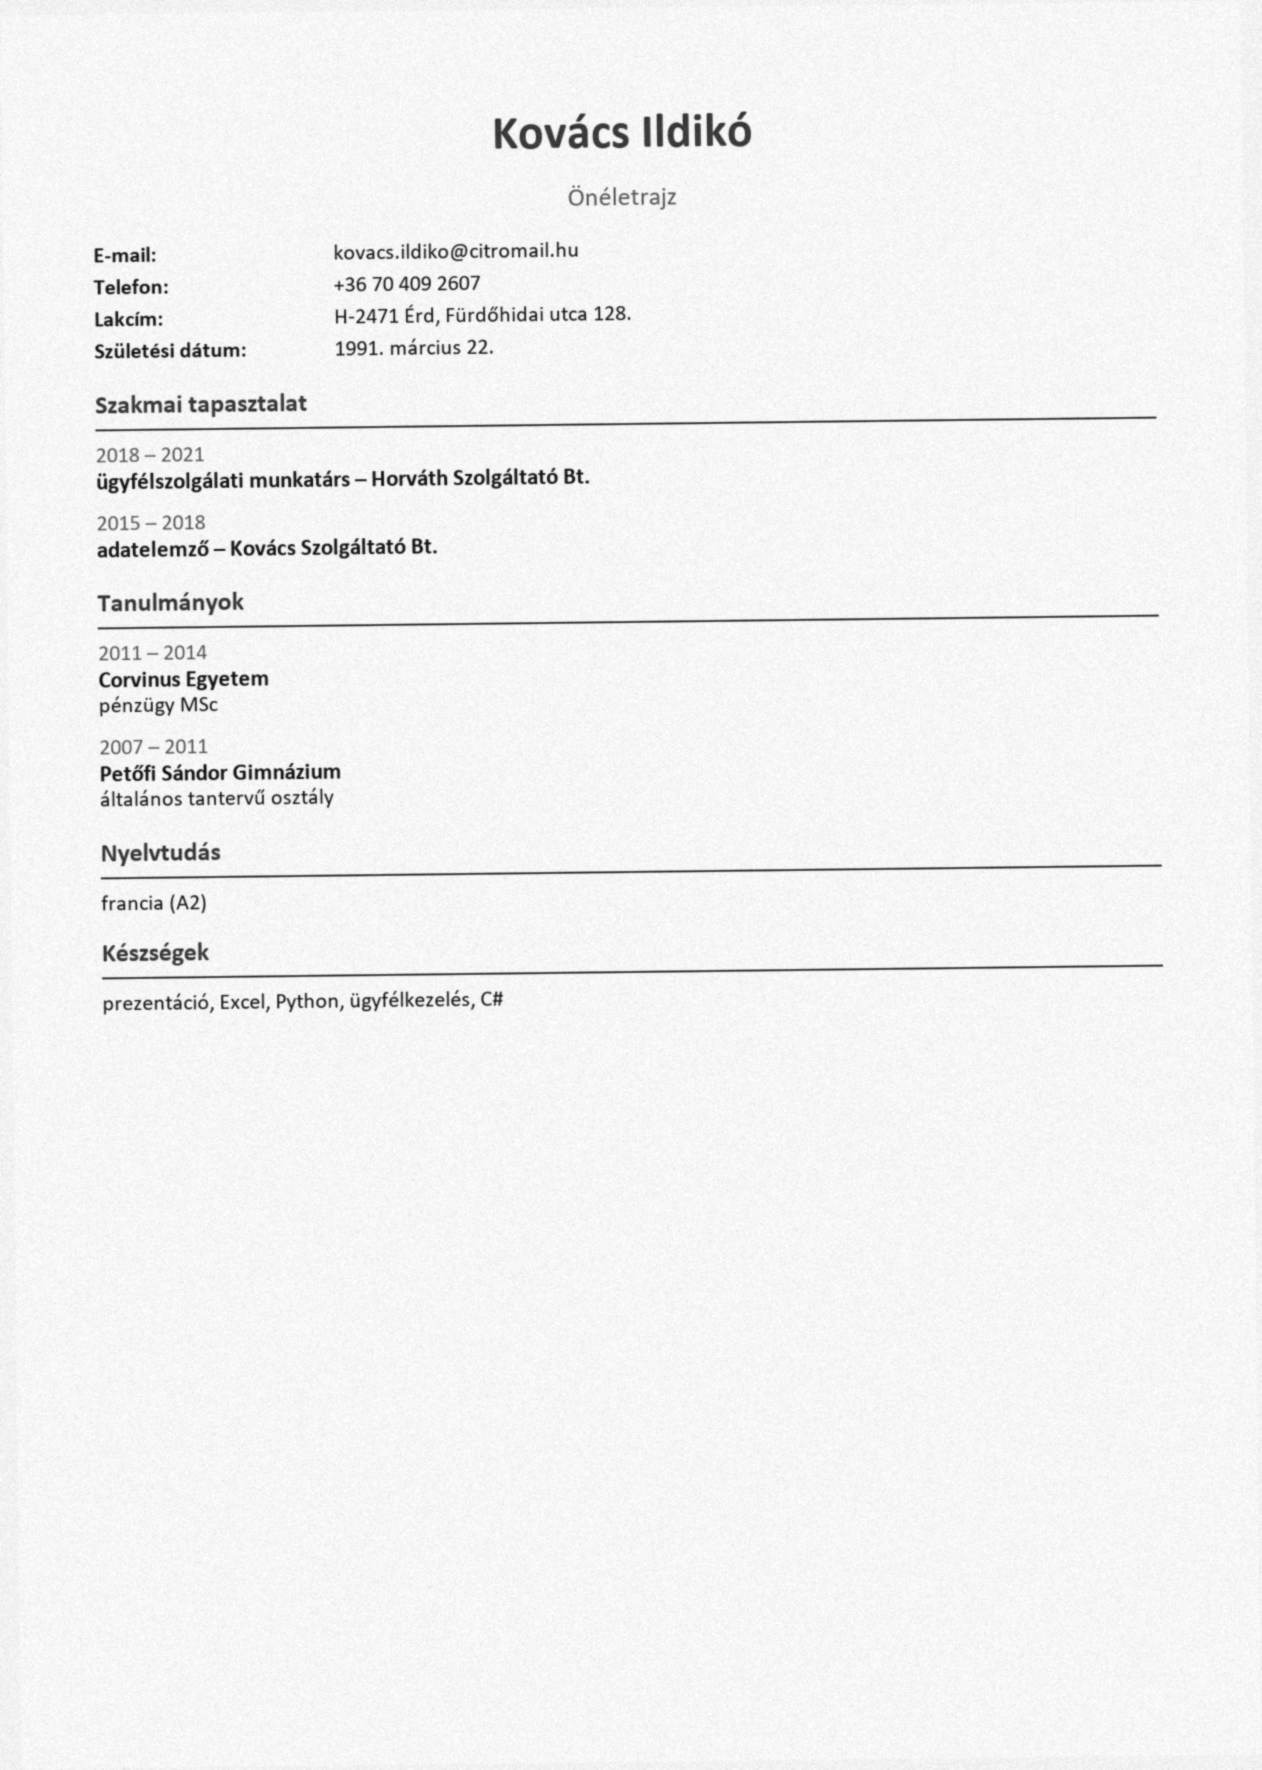 Kovács Ildikó
Önéletrajz
E-mail: kovacs.ildiko@citromail.hu
Telefon: +36 70 409 2607
Lakcím: H-2471 Érd, Fürdőhidai utca 128.
Születési dátum: 1991. március 22.
Szakmai tapasztalat
2018 – 2021
ügyfélszolgálati munkatárs – Horváth Szolgáltató Bt.
2015 – 2018
adatelemző – Kovács Szolgáltató Bt.
Tanulmányok
2011 – 2014
Corvinus Egyetem
pénzügy MSc
2007 – 2011
Petőfi Sándor Gimnázium
általános tantervű osztály
Nyelvtudás
francia (A2)
Készségek
prezentáció, Excel, Python, ügyfélkezelés, C#